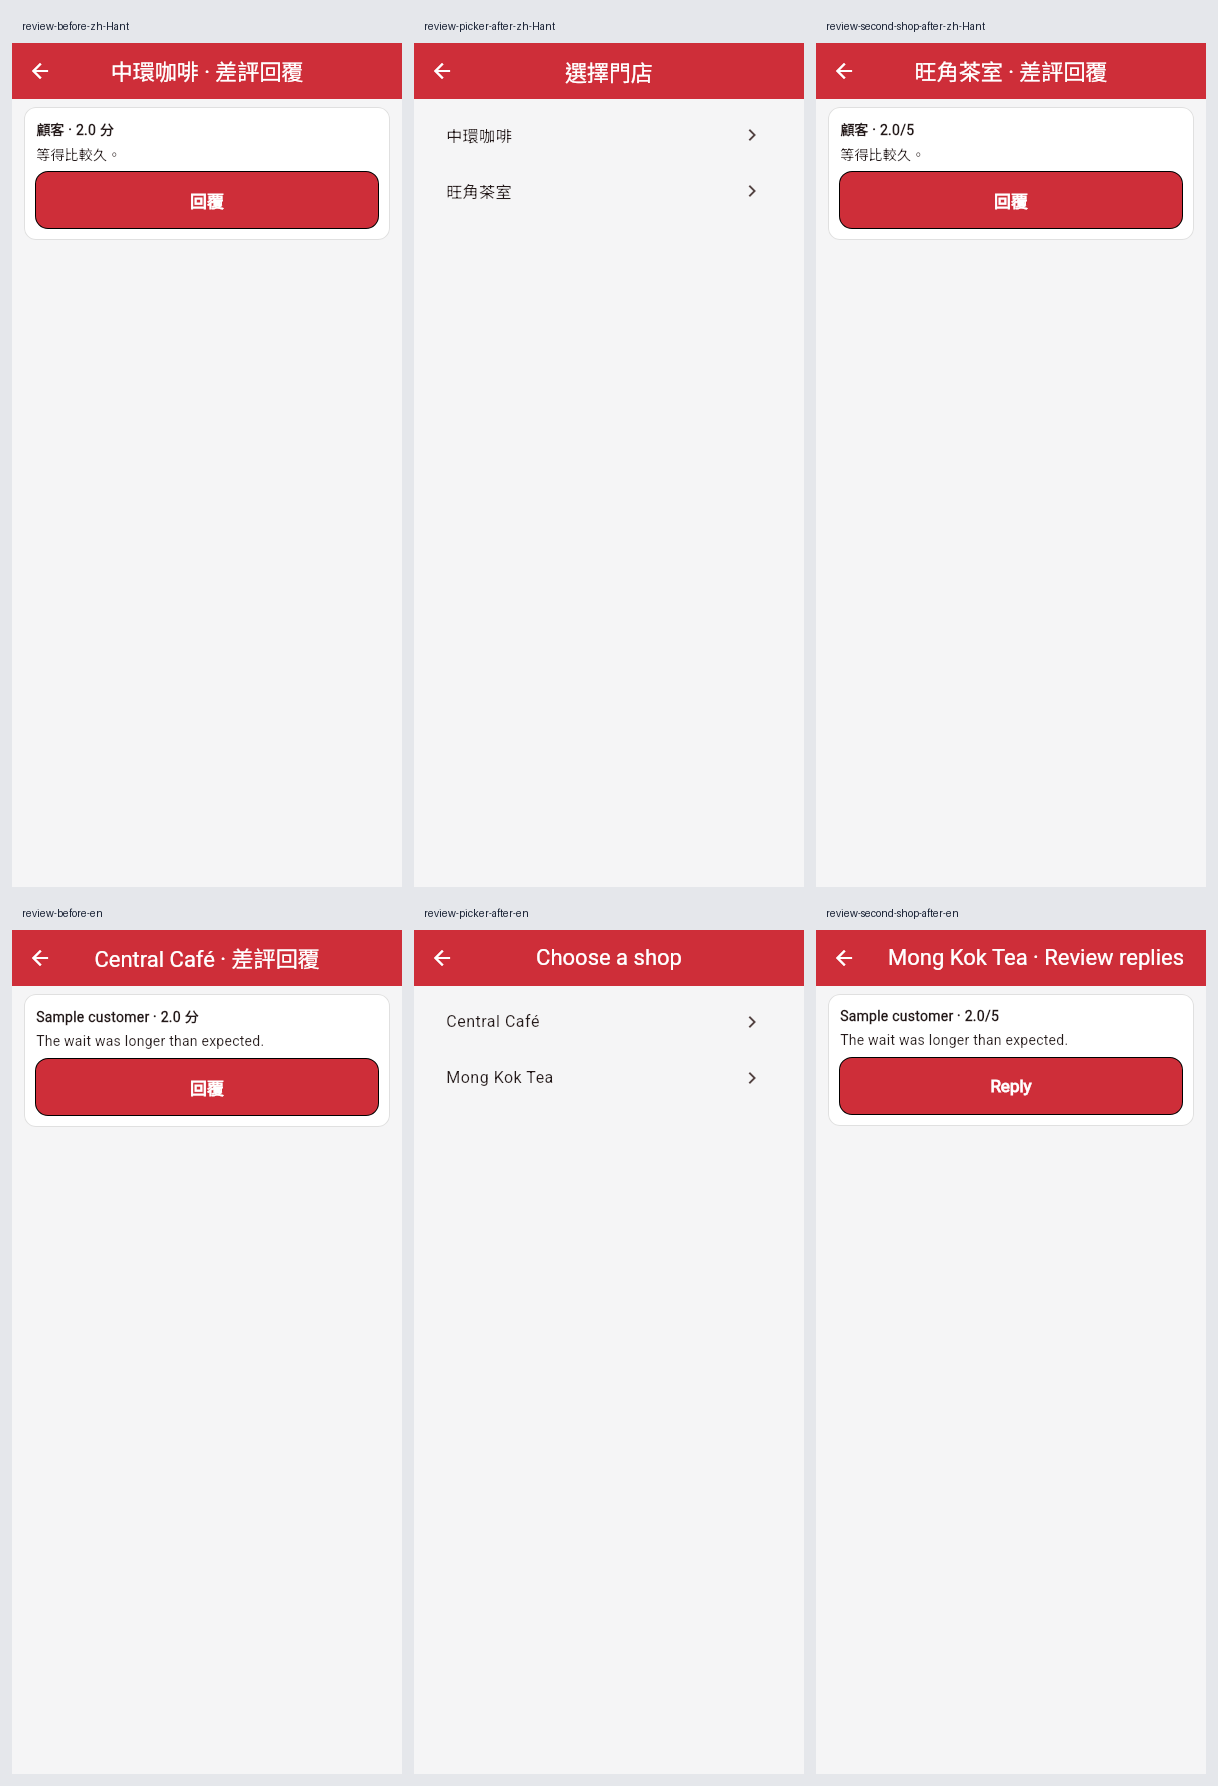 review-before-zh-Hant
中環咖啡 · 差評回覆
顧客 · 2.0 分
等得比較久。
回覆
review-picker-after-zh-Hant
選擇門店
中環咖啡
旺角茶室
review-second-shop-after-zh-Hant
旺角茶室 · 差評回覆
顧客 · 2.0/5
等得比較久。
回覆
review-before-en
Central Café · 差評回覆
Sample customer · 2.0 分
The wait was longer than expected.
回覆
review-picker-after-en
Choose a shop
Central Café
Mong Kok Tea
review-second-shop-after-en
Mong Kok Tea · Review replies
Sample customer · 2.0/5
The wait was longer than expected.
Reply